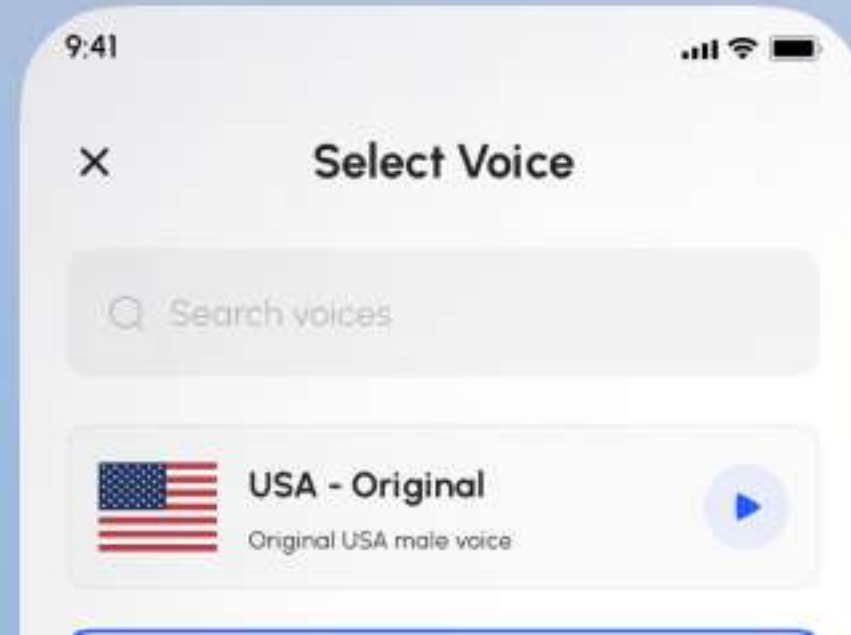 9:41
Select Voice
Search voices
USA - Original
Original USA male voice